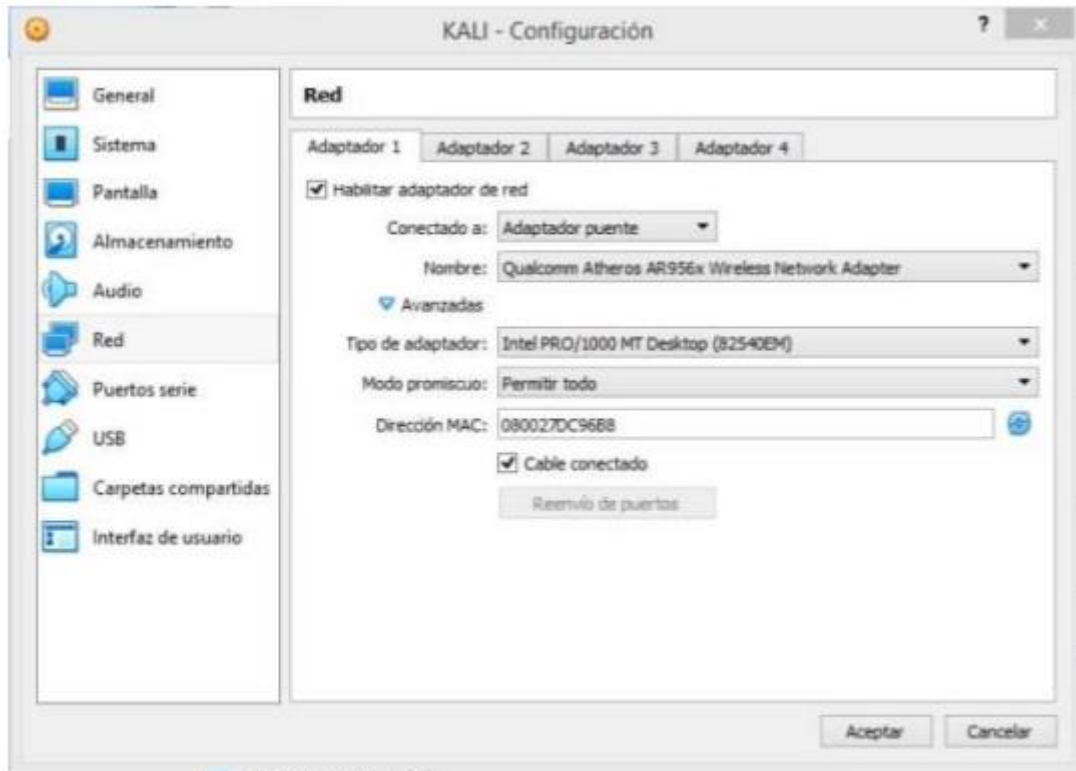 KALI - Configuración
?
General
Sistema
Pantalla
Almacenamiento
Audio
Red
Puertos serie
USB
Carpetas compartidas
Interfaz de usuario
Red
Adaptador 1 Adaptador 2 Adaptador 3 Adaptador 4
Habilitar adaptador de red
Conectado a: Adaptador puente
Nombre: Qualcomm Atheros AR956x Wireless Network Adapter
Avanzadas
Tipo de adaptador: Intel PRO/1000 MT Desktop (82540EM)
Modo promiscuo: Permitir todo
Dirección MAC: 080027DC96B8
Cable conectado
Reenvío de puertos
Aceptar Cancelar